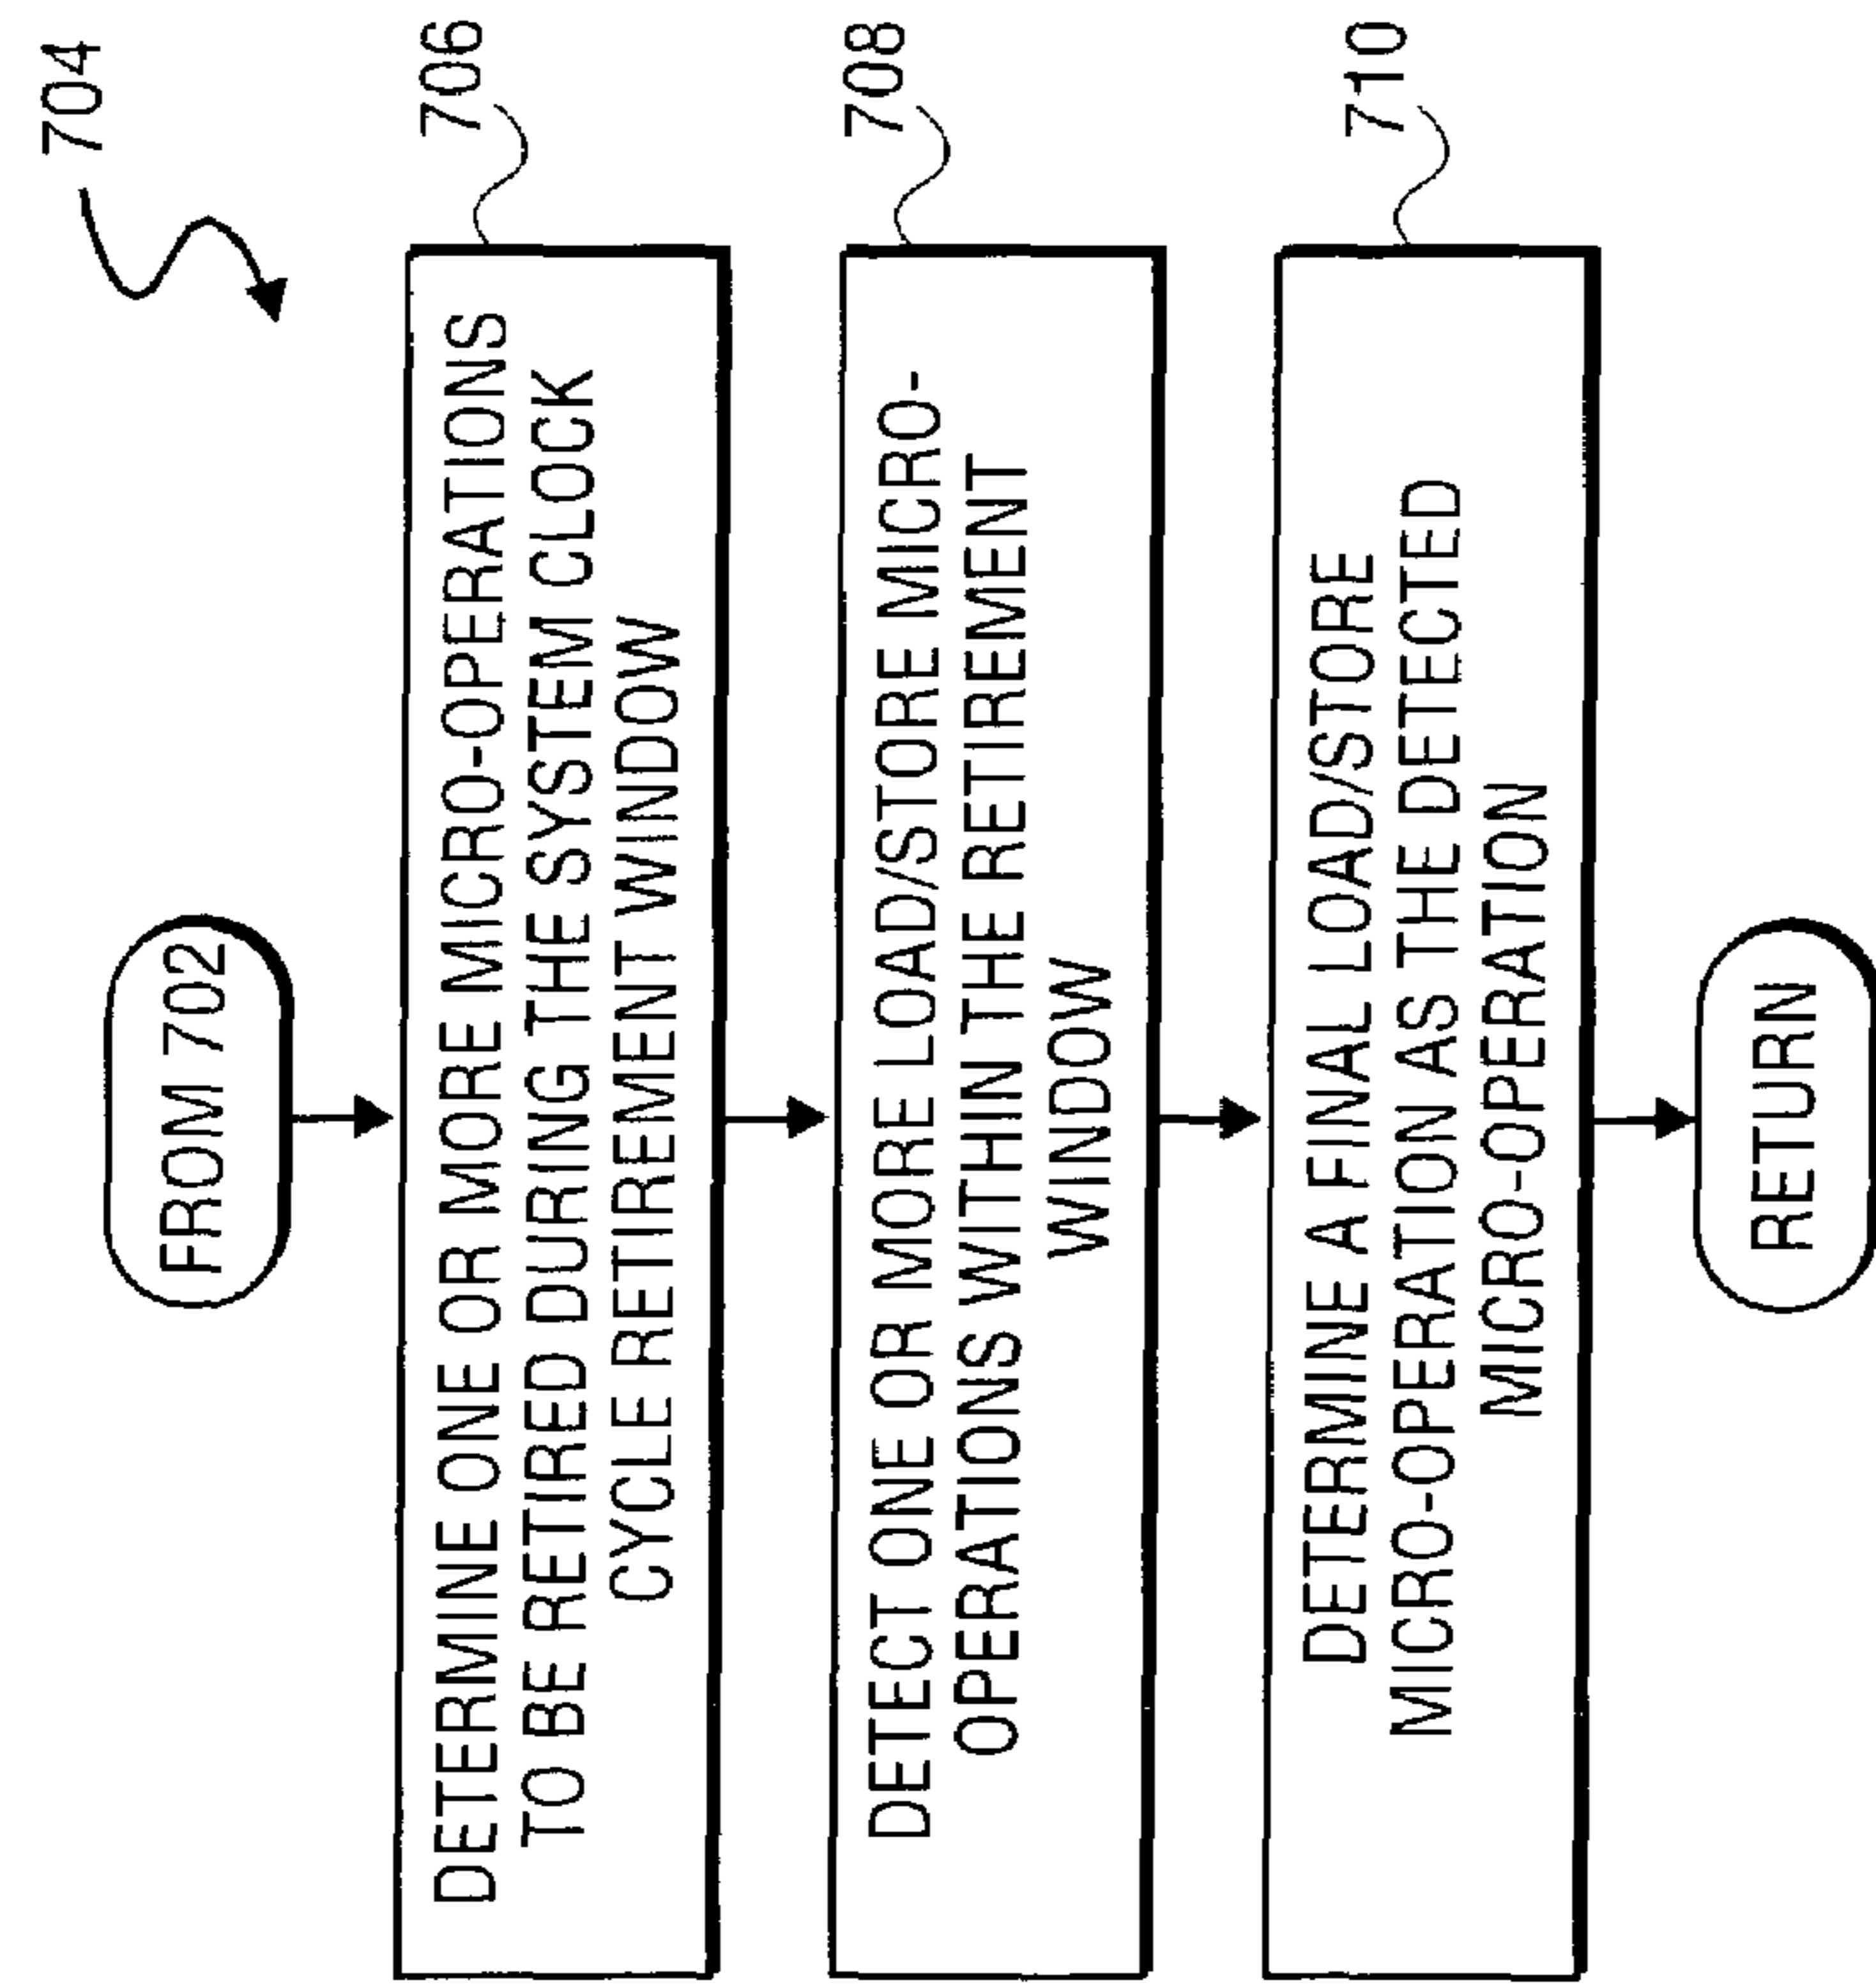 704
FROM 702
706
DETERMINE ONE OR MORE MICRO-OPERATIONS
TO BE RETIRED DURING THE SYSTEM CLOCK
CYCLE RETIREMENT WINDOW
708
DETECT ONE OR MORE LOAD/STORE MICRO-
OPERATIONS WITHIN THE RETIREMENT
WINDOW
710
DETERMINE A FINAL LOAD/STORE
MICRO-OPERATION AS THE DETECTED
MICRO-OPERATION
RETURN